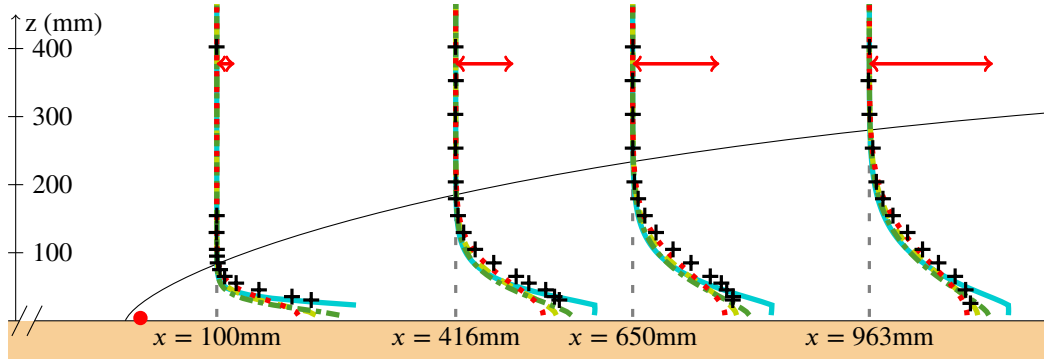 z (mm)
400
300
200
100
x = 100mm x = 416mm x = 650mm x = 963mm